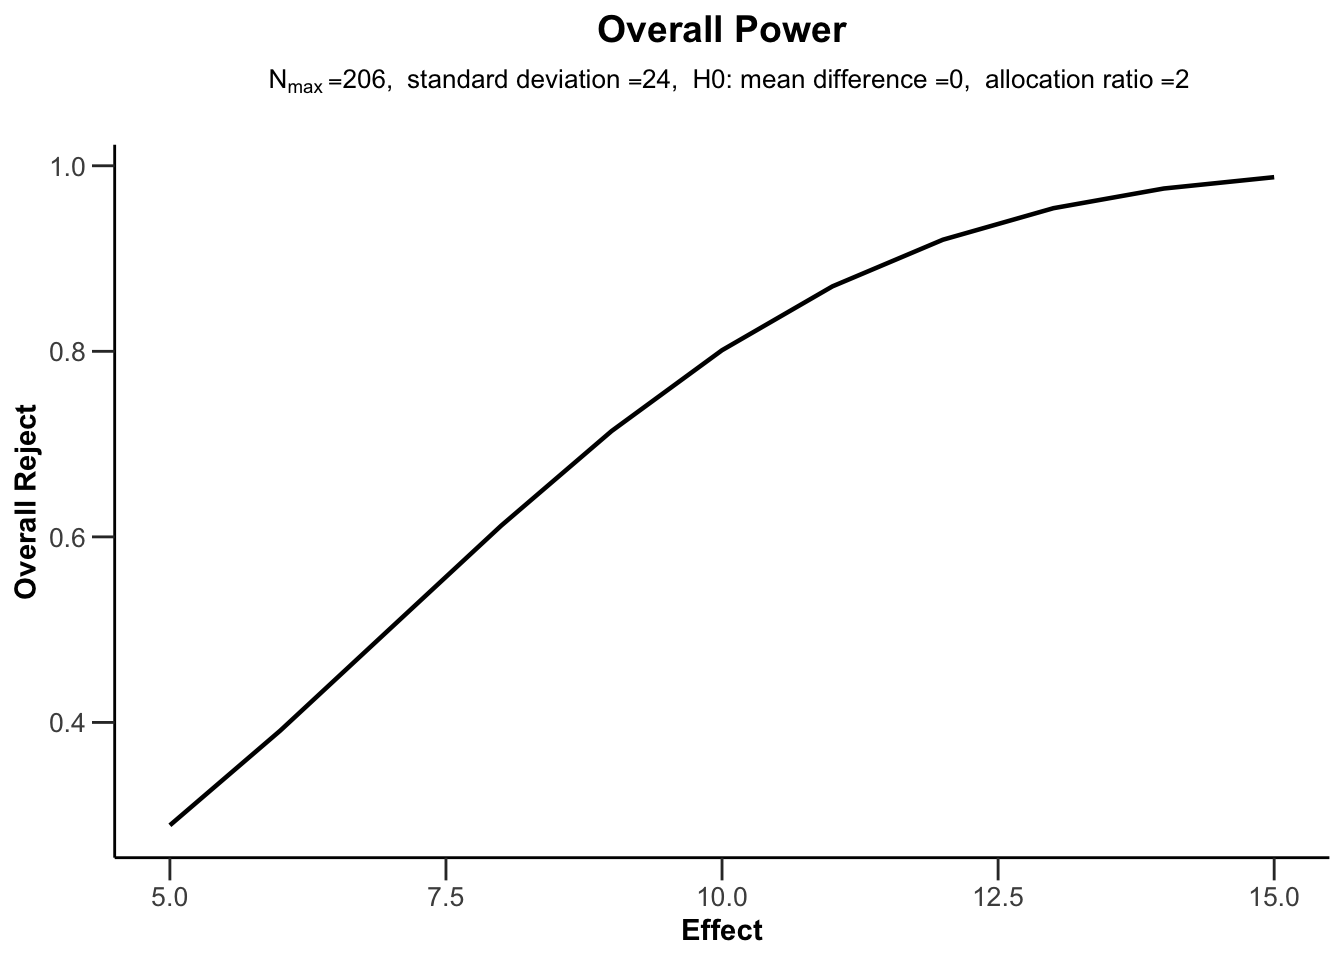 Overall Power
Nmax =206,  standard deviation =24,  H0: mean difference =0,  allocation ratio =2
1.0
0.8
0.6
0.4
Overall Reject
5.0 7.5 10.0 12.5 15.0
Effect